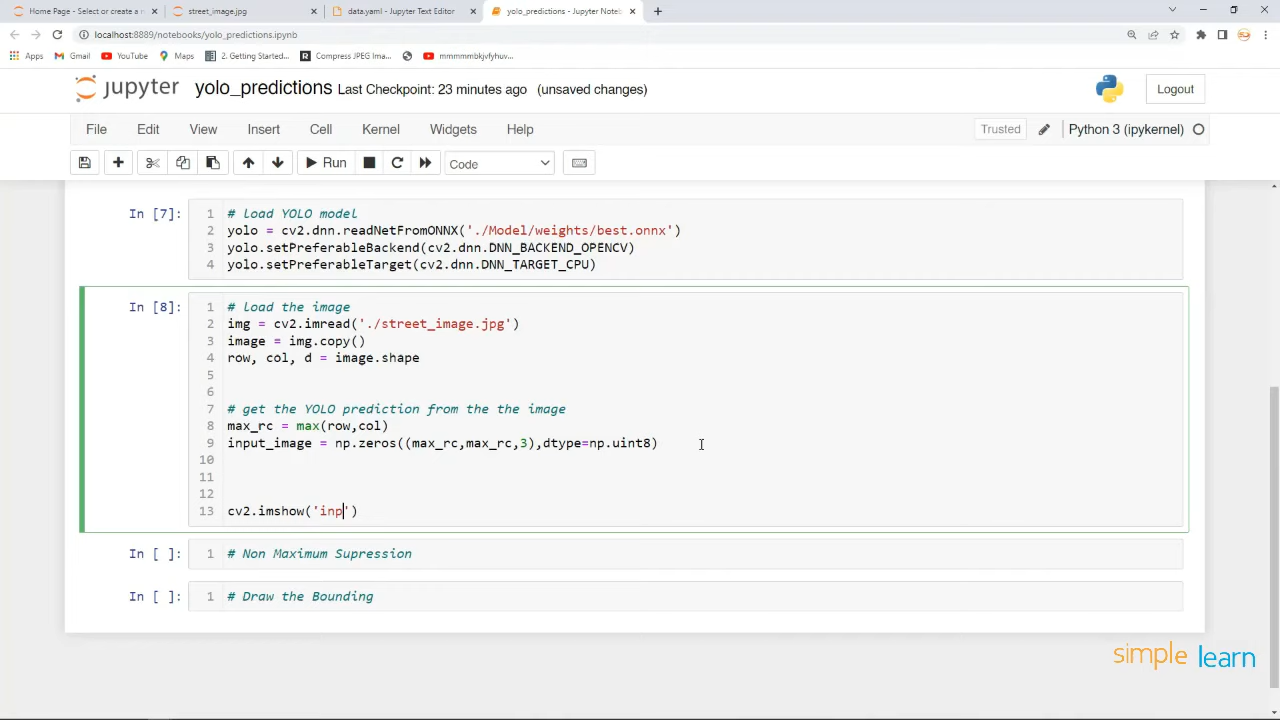 Home Page - Select or create a n
street_image.jpg
data.yaml - Jupyter Text Editor
yolo_predictions - Jupyter Noteb
localhost:8889/notebooks/yolo_predictions.ipynb
Apps
Gmail
YouTube
Maps
2. Getting Started...
Compress JPEG Ima...
mmmmmbkjvfyhuv...
jupyter
yolo_predictions Last Checkpoint: 23 minutes ago (unsaved changes)
Logout
File Edit View Insert Cell Kernel Widgets Help
Trusted
Python 3 (ipykernel)
Run
Code
In [7]:
1 # load YOLO model
2 yolo = cv2.dnn.readNetFromONNX('./Model/weights/best.onnx')
3 yolo.setPreferableBackend(cv2.dnn.DNN_BACKEND_OPENCV)
4 yolo.setPreferableTarget(cv2.dnn.DNN_TARGET_CPU)
In [8]:
1 # load the image
2 img = cv2.imread('./street_image.jpg')
3 image = img.copy()
4 row, col, d = image.shape
5
6
7 # get the YOLO prediction from the the image
8 max_rc = max(row,col)
9 input_image = np.zeros((max_rc,max_rc,3),dtype=np.uint8)
10
11
12
13 cv2.imshow('inp')
In [ ]:
1 # Non Maximum Supression
In [ ]:
1 # Draw the Bounding
simplelearn